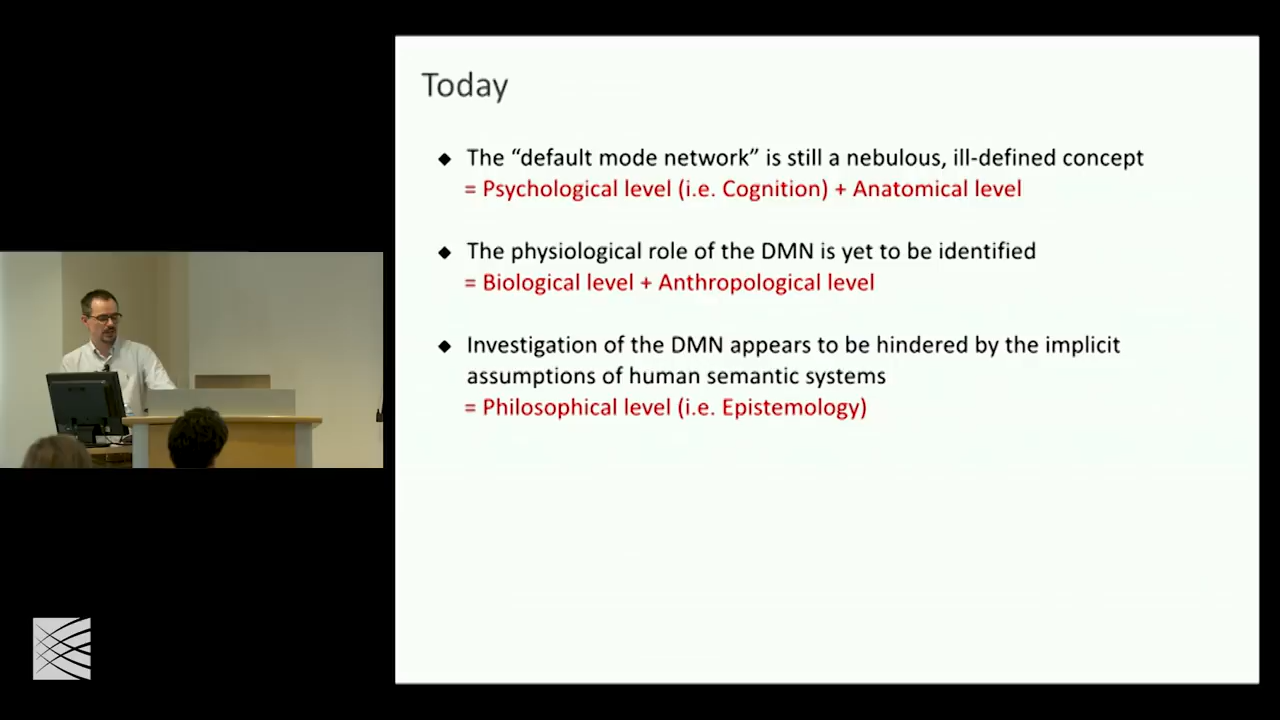 Today
◆ The “default mode network” is still a nebulous, ill-defined concept
= Psychological level (i.e. Cognition) + Anatomical level
◆ The physiological role of the DMN is yet to be identified
= Biological level + Anthropological level
◆ Investigation of the DMN appears to be hindered by the implicit
assumptions of human semantic systems
= Philosophical level (i.e. Epistemology)